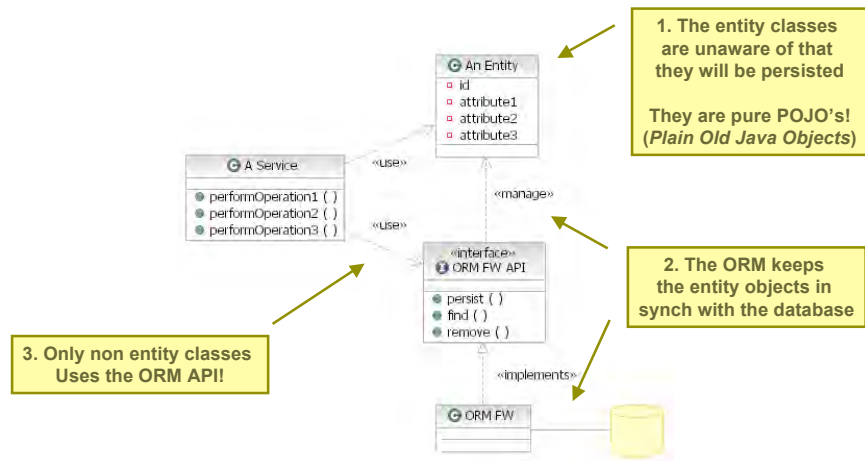 1. The entity classes
are unaware of that
they will be persisted
They are pure POJO's!
(Plain Old Java Objects)
An Entity
id
attribute1
attribute2
attribute3
A Service
performOperation1 ( )
performOperation2 ( )
performOperation3 ( )
«use»
«manage»
«use»
«interface»
ORM FW API
persist ( )
find ( )
remove ( )
2. The ORM keeps
the entity objects in
synch with the database
3. Only non entity classes
Uses the ORM API!
«implements»
ORM FW